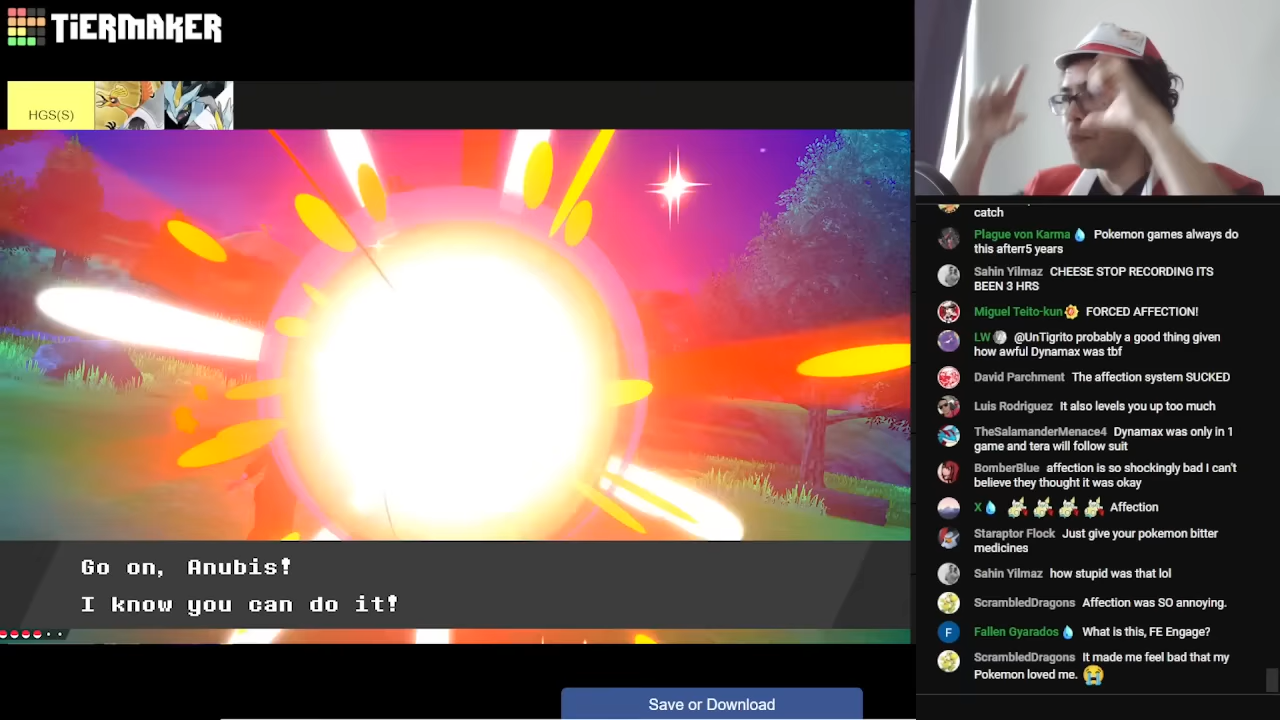 TIERMAKER
HGS(S)
Go on, Anubis!
I know you can do it!
Save or Download
catch
Plague von Karma Pokemon games always do
this afterr5 years
Sahin Yilmaz CHEESE STOP RECORDING ITS
BEEN 3 HRS
Miguel Teito-kun FORCED AFFECTION!
LW @UnTigrito probably a good thing given
how awful Dynamax was tbf
David Parchment The affection system SUCKED
Luis Rodriguez It also levels you up too much
TheSalamanderMenace4 Dynamax was only in 1
game and tera will follow suit
BomberBlue affection is so shockingly bad I can't
believe they thought it was okay
X Affection
Staraptor Flock Just give your pokemon bitter
medicines
Sahin Yilmaz how stupid was that lol
ScrambledDragons Affection was SO annoying.
F Fallen Gyarados What is this, FE Engage?
ScrambledDragons It made me feel bad that my
Pokemon loved me.